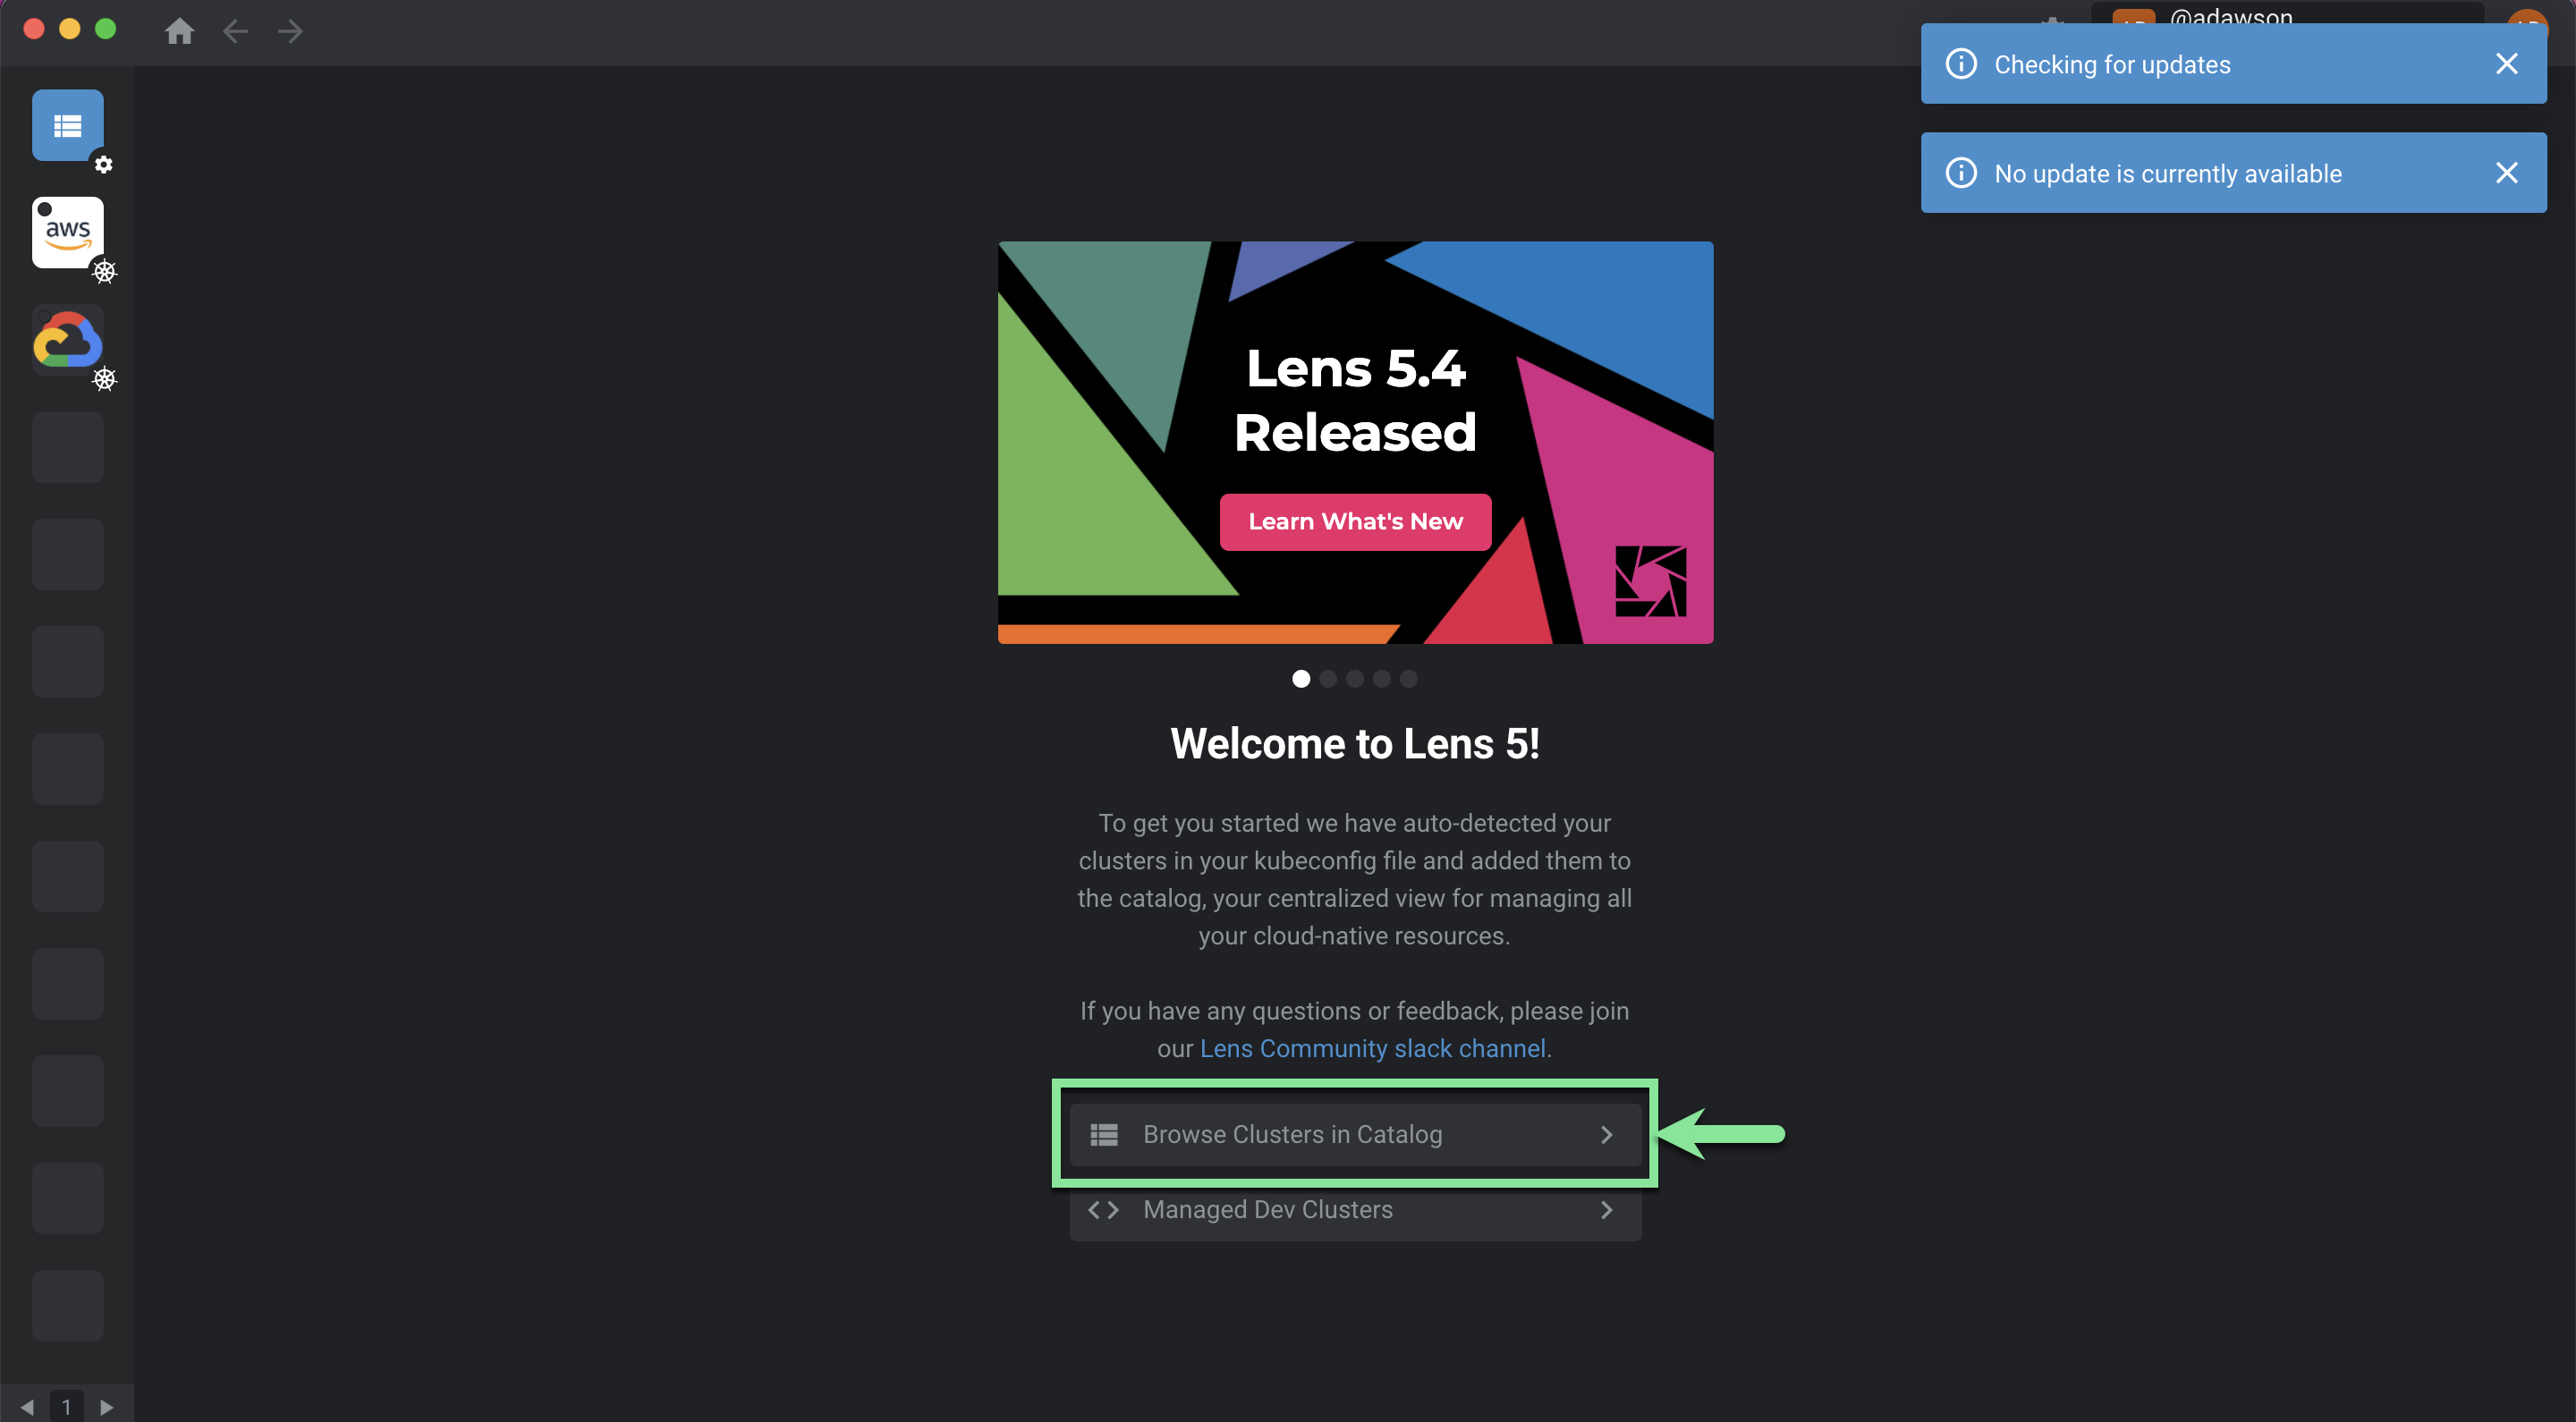 @adawson
Checking for updates
No update is currently available
aws
Lens 5.4
Released
Learn What's New
Welcome to Lens 5!
To get you started we have auto-detected your
clusters in your kubeconfig file and added them to
the catalog, your centralized view for managing all
your cloud-native resources.
If you have any questions or feedback, please join
our Lens Community slack channel.
Browse Clusters in Catalog
Managed Dev Clusters
1